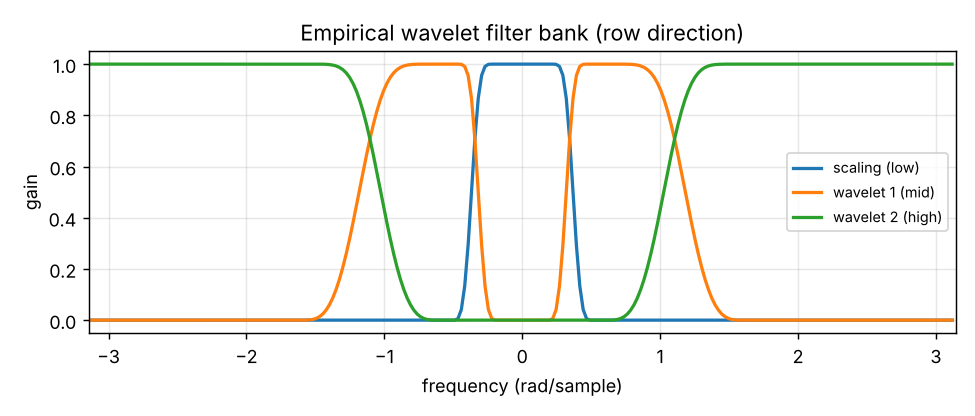 Empirical wavelet filter bank (row direction)
1.0
0.8
0.6
0.4
0.2
0.0
gain
scaling (low)
wavelet 1 (mid)
wavelet 2 (high)
−3
−2
−1
0
1
2
3
frequency (rad/sample)